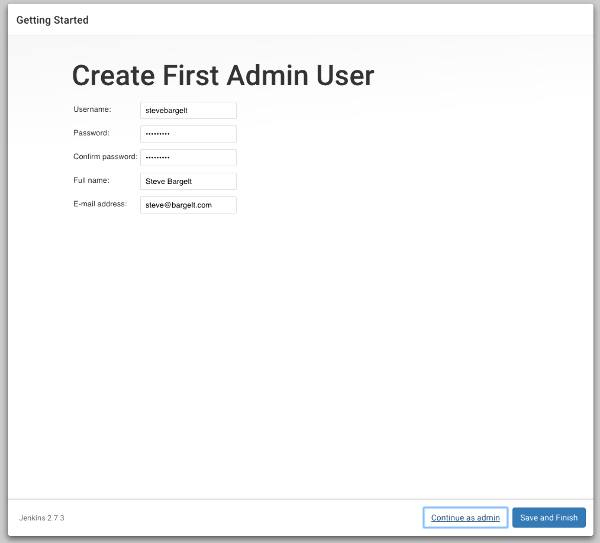 Getting Started
Create First Admin User
Username: stevebargelt
Password: •••••••••
Confirm password: •••••••••
Full name: Steve Bargelt
E-mail address: steve@bargelt.com
Jenkins 2.7.3 Continue as admin Save and Finish